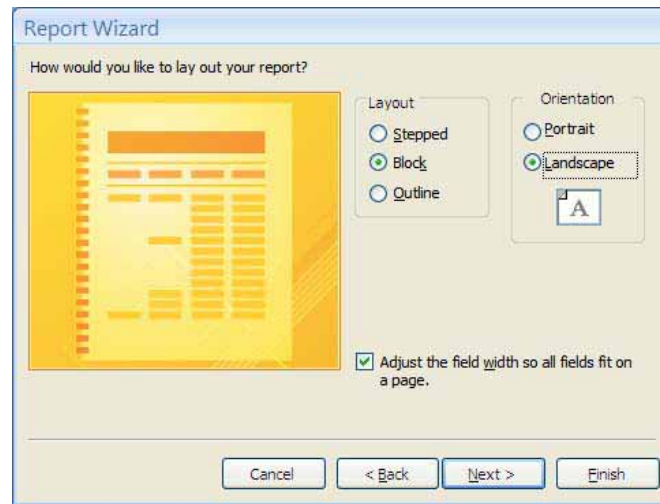 Report Wizard
How would you like to lay out your report?
Layout
Stepped
Block
Outline
Orientation
Portrait
Landscape
A
Adjust the field width so all fields fit on
a page.
Cancel
< Back
Next >
Finish